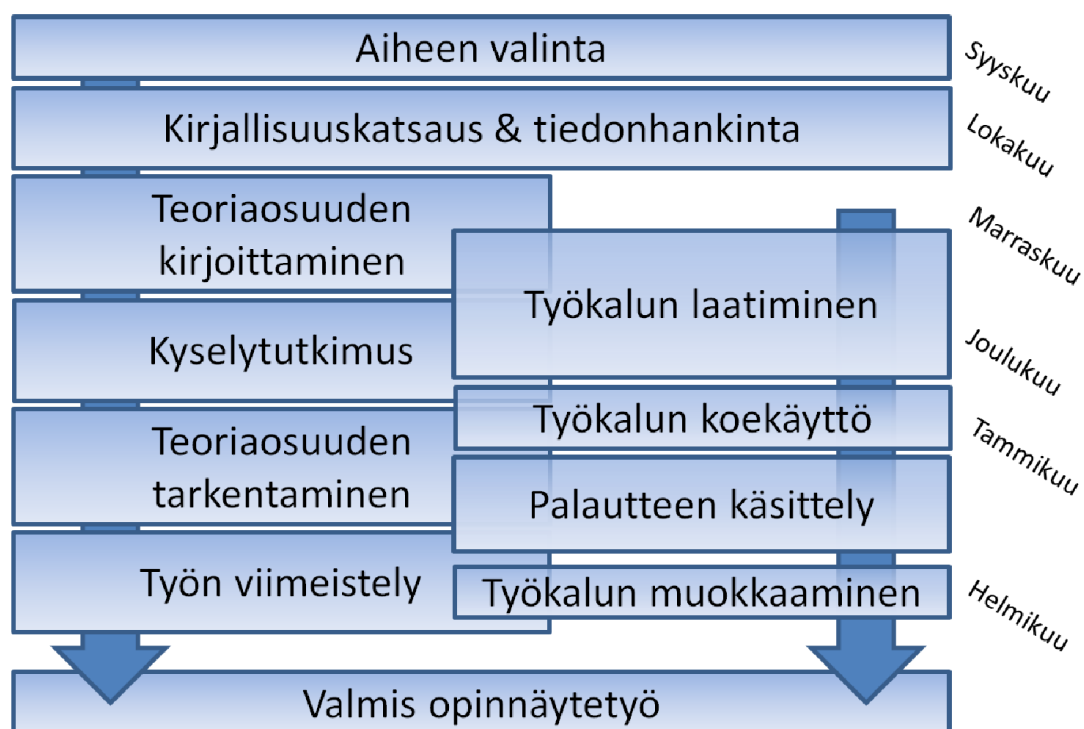 Aiheen valinta
Syyskuu
Kirjallisuuskatsaus & tiedonhankinta
Lokakuu
Teoriaosuuden
kirjoittaminen
Marraskuu
Työkalun laatiminen
Kyselytutkimus
Joulukuu
Työkalun koekäyttö
Tammikuu
Teoriaosuuden
tarkentaminen
Palautteen käsittely
Työn viimeistely
Työkalun muokkaaminen
Helmikuu
Valmis opinnäytetyö